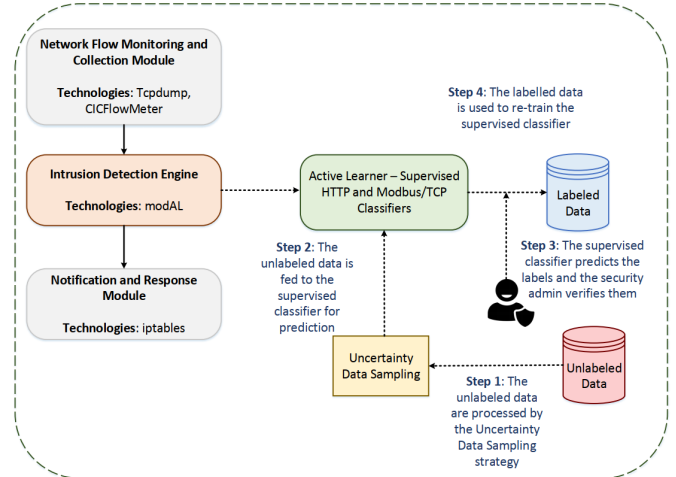 Network Flow Monitoring and
Collection Module
Technologies: Tcpdump,
CICFlowMeter
Intrusion Detection Engine
Technologies: modAL
Notification and Response
Module
Technologies: iptables
Active Learner – Supervised
HTTP and Modbus/TCP
Classifiers
Step 4: The labelled data
is used to re-train the
supervised classifier
Labeled
Data
Step 2: The
unlabeled data is
fed to the
supervised
classifier for
prediction
Step 3: The supervised
classifier predicts the
labels and the security
admin verifies them
Uncertainty
Data Sampling
Unlabeled
Data
Step 1: The
unlabeled data
are processed by
the Uncertainty
Data Sampling
strategy